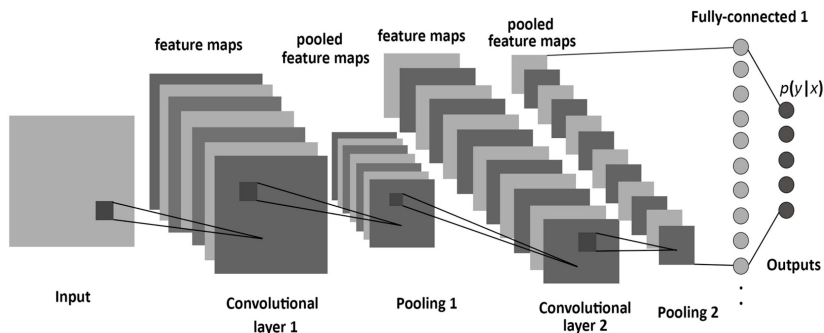 Fully-connected 1
feature maps
pooled
feature maps
feature maps
pooled
feature maps
p(y|x)
Input
Convolutional
layer 1
Pooling 1
Convolutional
layer 2
Pooling 2
Outputs